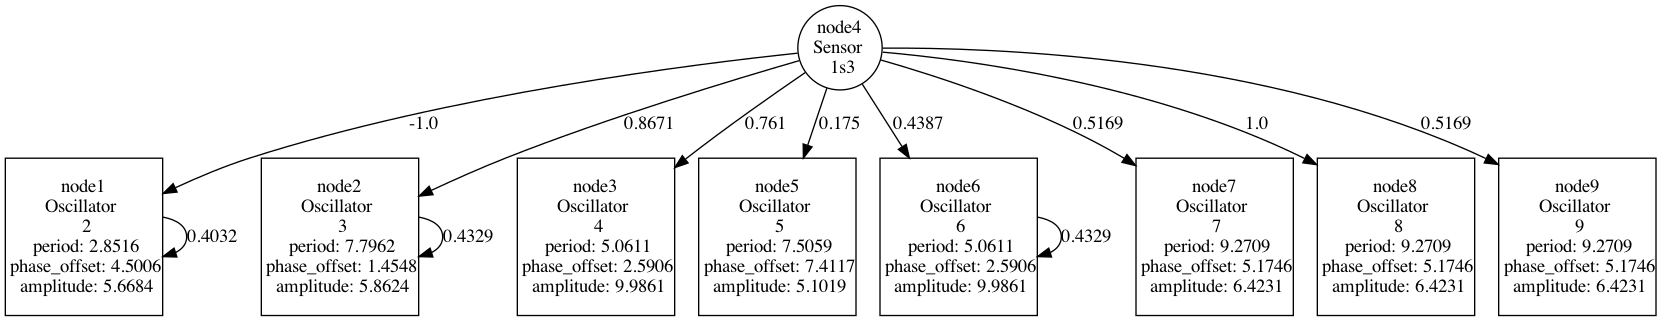 node4
Sensor
1s3
-1.0
0.8671
0.761
0.175
0.4387
0.5169
1.0
0.5169
node1
Oscillator
2
period: 2.8516
phase_offset: 4.5006
amplitude: 5.6684
0.4032
node2
Oscillator
3
period: 7.7962
phase_offset: 1.4548
amplitude: 5.8624
0.4329
node3
Oscillator
4
period: 5.0611
phase_offset: 2.5906
amplitude: 9.9861
node5
Oscillator
5
period: 7.5059
phase_offset: 7.4117
amplitude: 5.1019
node6
Oscillator
6
period: 5.0611
phase_offset: 2.5906
amplitude: 9.9861
0.4329
node7
Oscillator
7
period: 9.2709
phase_offset: 5.1746
amplitude: 6.4231
node8
Oscillator
8
period: 9.2709
phase_offset: 5.1746
amplitude: 6.4231
node9
Oscillator
9
period: 9.2709
phase_offset: 5.1746
amplitude: 6.4231